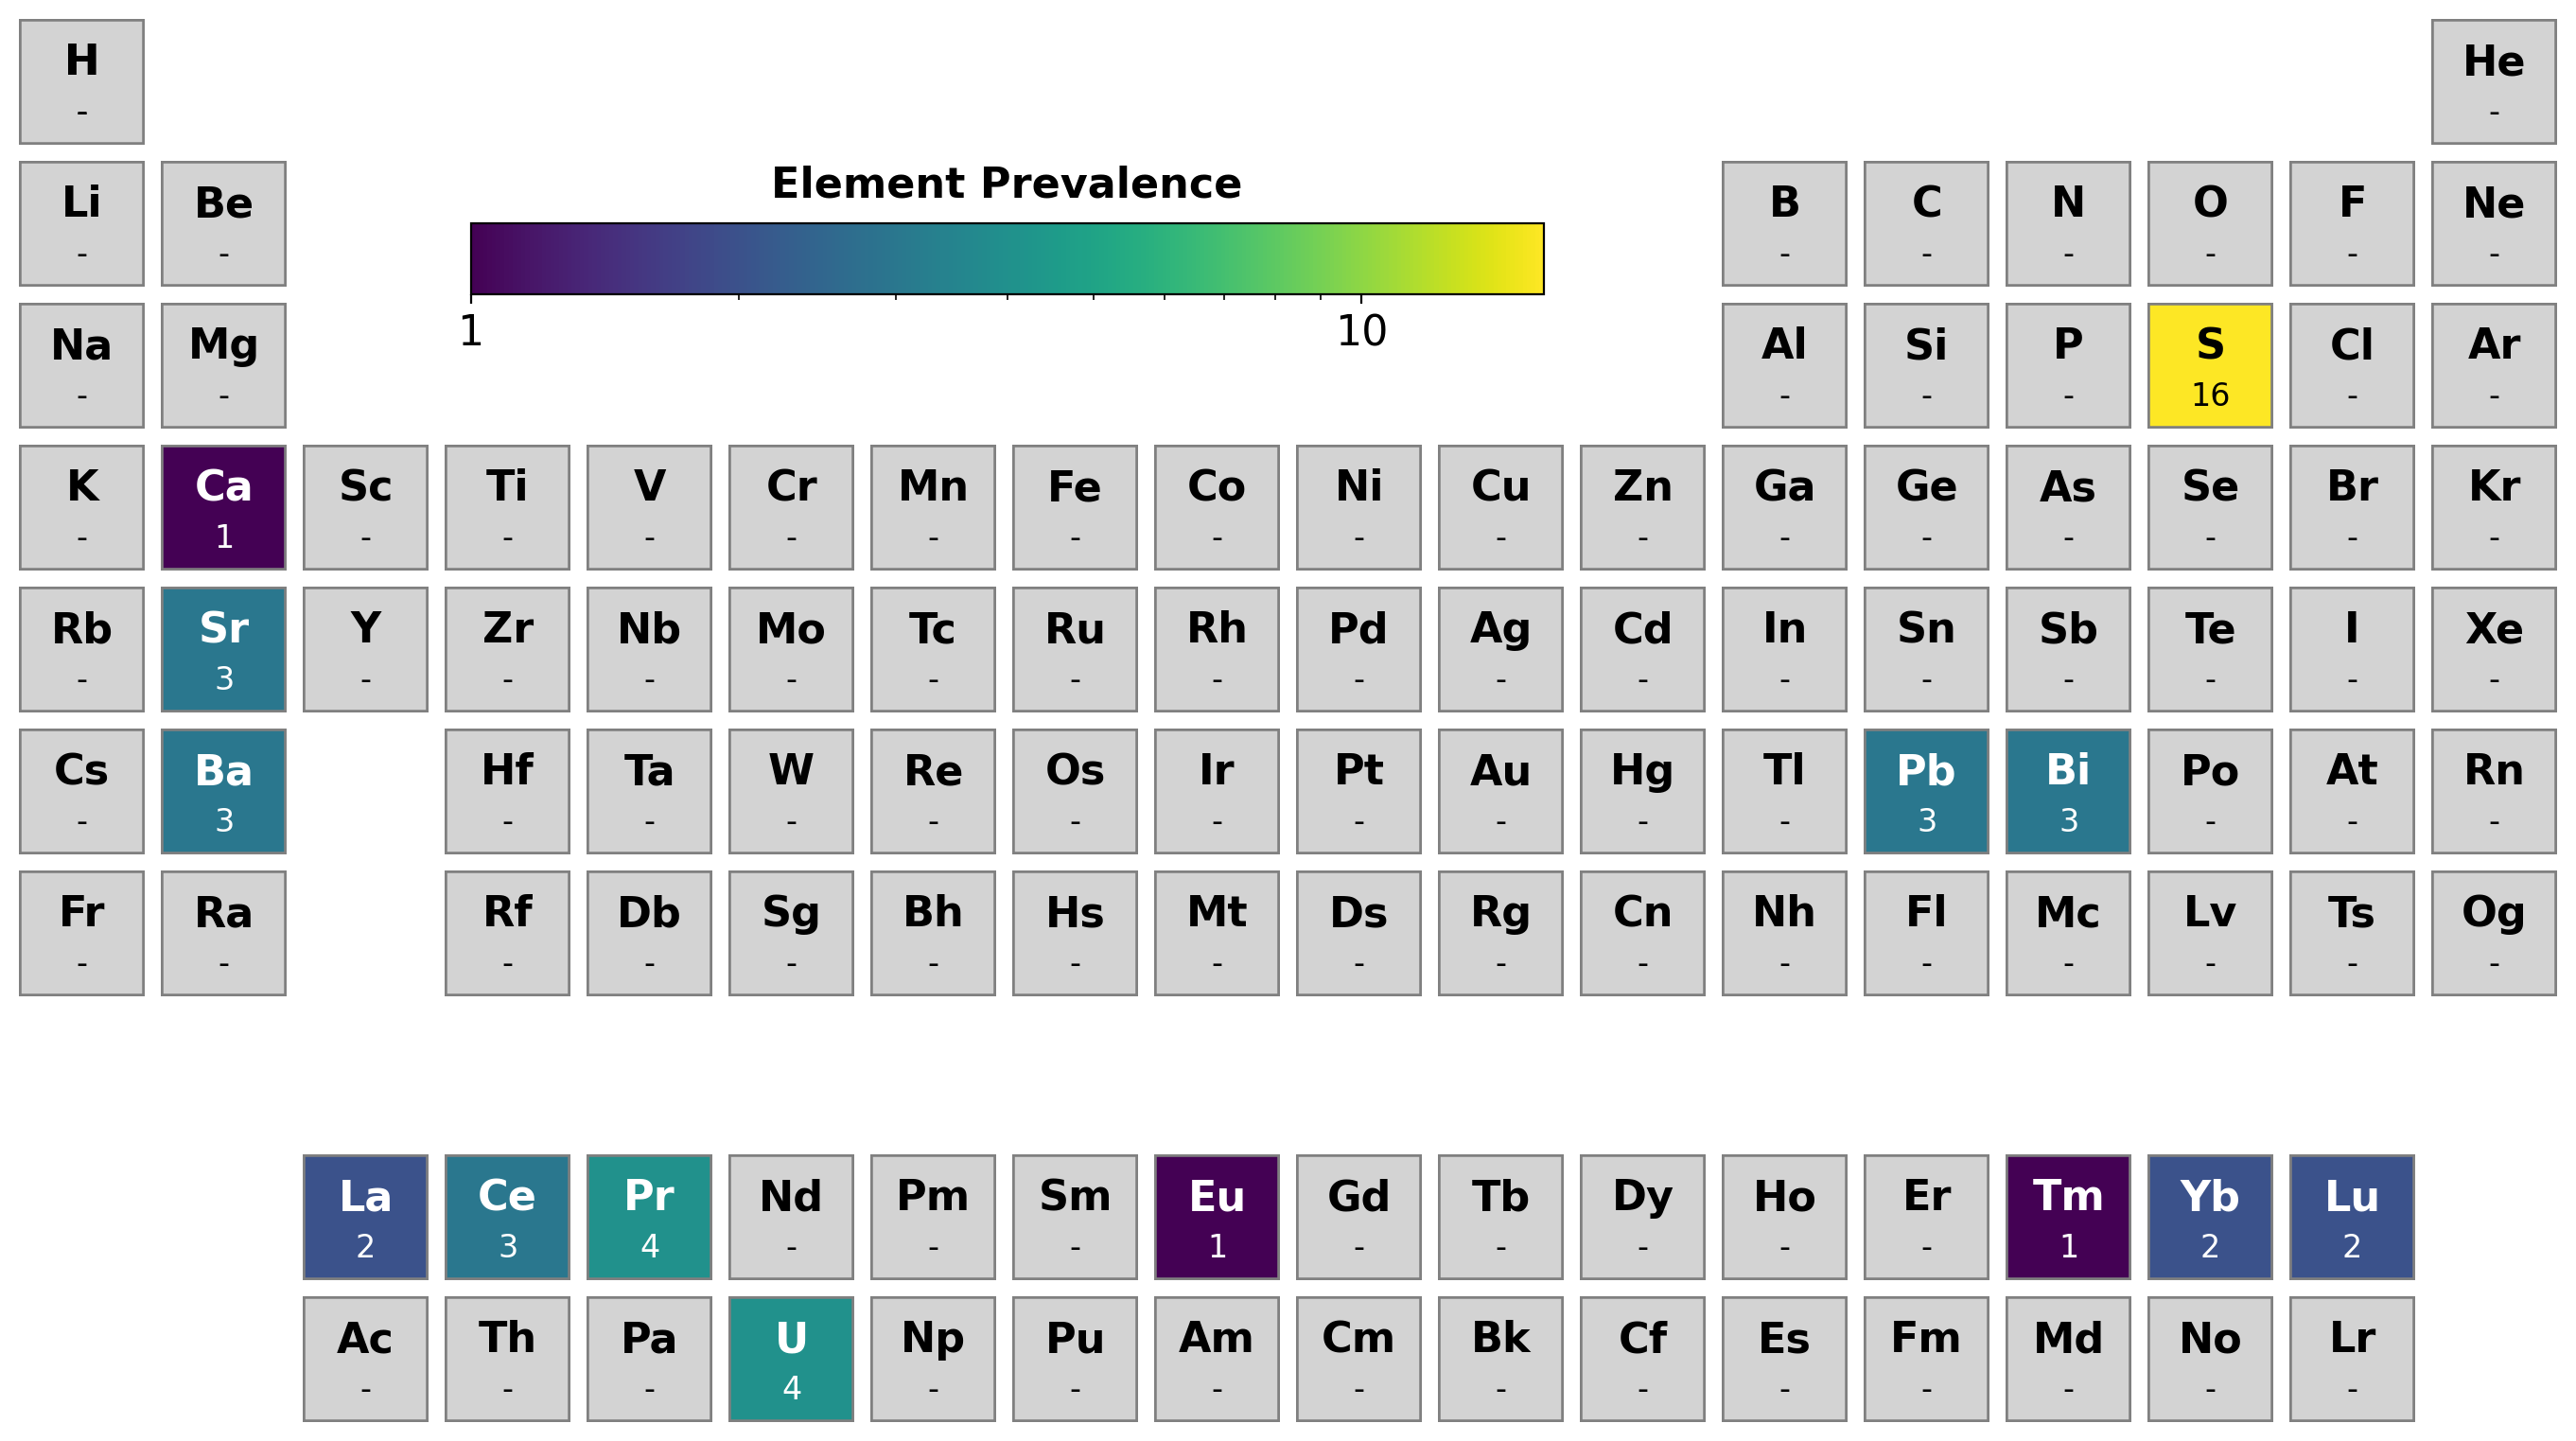 H He
- -
Element Prevalence
Li Be B C N O F Ne
- - - - - - - -
1 10
Na Mg Al Si P S Cl Ar
- - - - - 16 - -
K Ca Sc Ti V Cr Mn Fe Co Ni Cu Zn Ga Ge As Se Br Kr
- 1 - - - - - - - - - - - - - - - -
Rb Sr Y Zr Nb Mo Tc Ru Rh Pd Ag Cd In Sn Sb Te I Xe
- 3 - - - - - - - - - - - - - - - -
Cs Ba Hf Ta W Re Os Ir Pt Au Hg Tl Pb Bi Po At Rn
- 3 - - - - - - - - - - 3 3 - - -
Fr Ra Rf Db Sg Bh Hs Mt Ds Rg Cn Nh Fl Mc Lv Ts Og
- - - - - - - - - - - - - - - - -
La Ce Pr Nd Pm Sm Eu Gd Tb Dy Ho Er Tm Yb Lu
2 3 4 - - - 1 - - - - - 1 2 2
Ac Th Pa U Np Pu Am Cm Bk Cf Es Fm Md No Lr
- - - 4 - - - - - - - - - - -